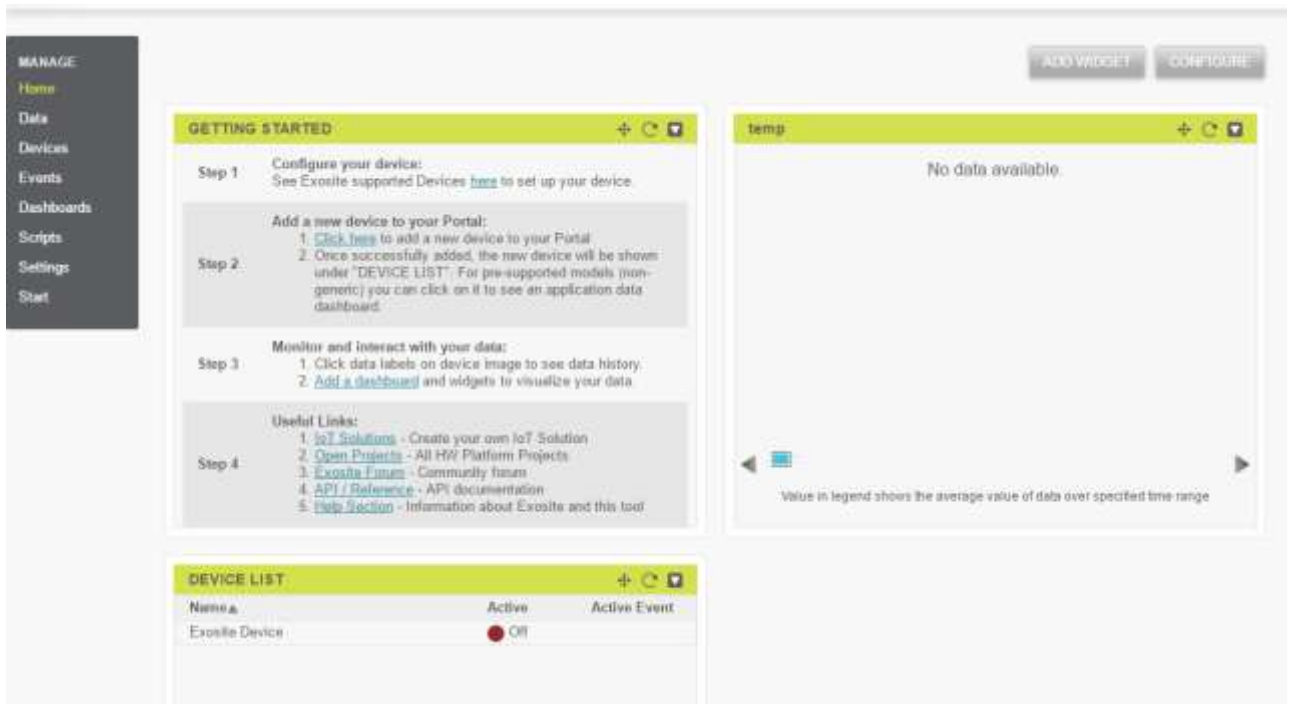 MANAGE
Home
Data
Devices
Events
Dashboards
Scripts
Settings
Start
ADD WIDGET
CONFIGURE
GETTING STARTED
Step 1
Configure your device:
See Exosite supported Devices here to set up your device.
Step 2
Add a new device to your Portal:
1. Click here to add a new device to your Portal
2. Once successfully added, the new device will be shown
under "DEVICE LIST". For pre-supported models (non-
generic) you can click on it to see an application data
dashboard.
Step 3
Monitor and interact with your data:
1. Click data labels on device image to see data history.
2. Add a dashboard and widgets to visualize your data.
Step 4
Useful Links:
1. IoT Solutions - Create your own IoT Solution
2. Open Projects - All HW Platform Projects
3. Exosite Forum - Community forum
4. API / Reference - API documentation
5. Help Section - Information about Exosite and this tool
temp
No data available.
Value in legend shows the average value of data over specified time range
DEVICE LIST
Name Active Active Event
Exosite Device Off